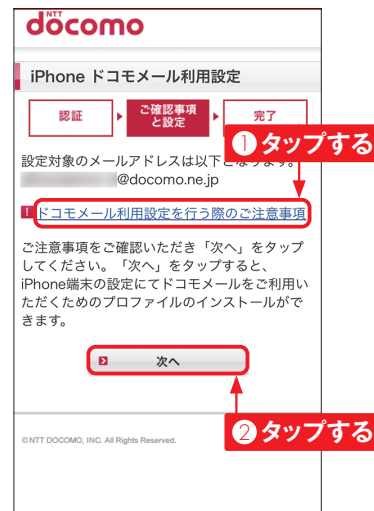 NTT
döcomo
iPhone ドコモメール利用設定
認証
ご確認事項
と設定
完了
① タップする
設定対象のメールアドレスは以下となります。
@docomo.ne.jp
ドコモメール利用設定を行う際のご注意事項
ご注意事項をご確認いただき「次へ」をタップ
してください。「次へ」をタップすると、
iPhone端末の設定にてドコモメールをご利用い
ただくためのプロファイルのインストールがで
きます。
次へ
② タップする
© NTT DOCOMO, INC. All Rights Reserved.